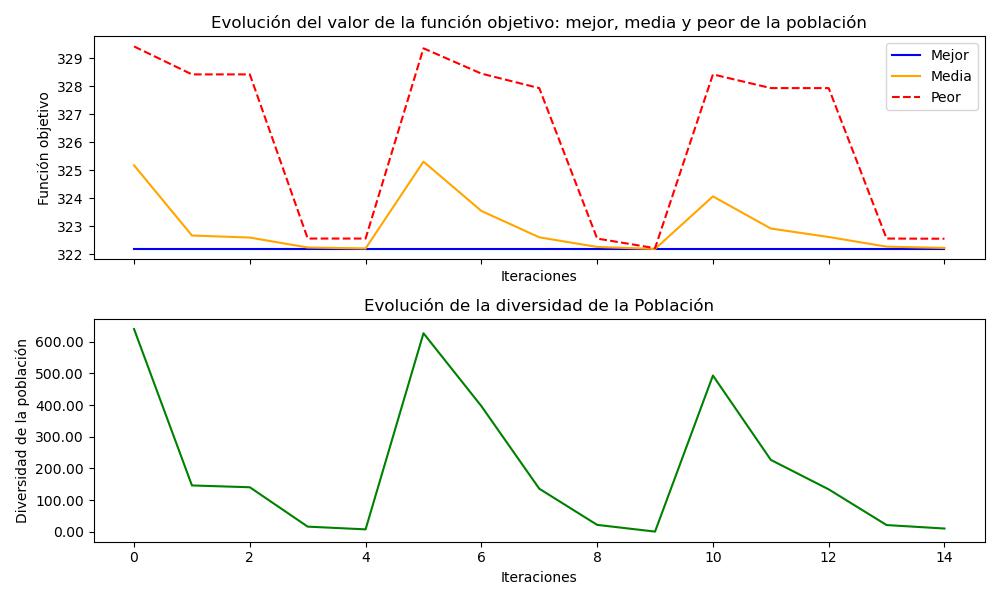 Evolución del valor de la función objetivo: mejor, media y peor de la población
Función objetivo
329
328
327
326
325
324
323
322
Mejor
Media
Peor
Iteraciones
Evolución de la diversidad de la Población
Diversidad de la población
600.00
500.00
400.00
300.00
200.00
100.00
0.00
0 2 4 6 8 10 12 14
Iteraciones